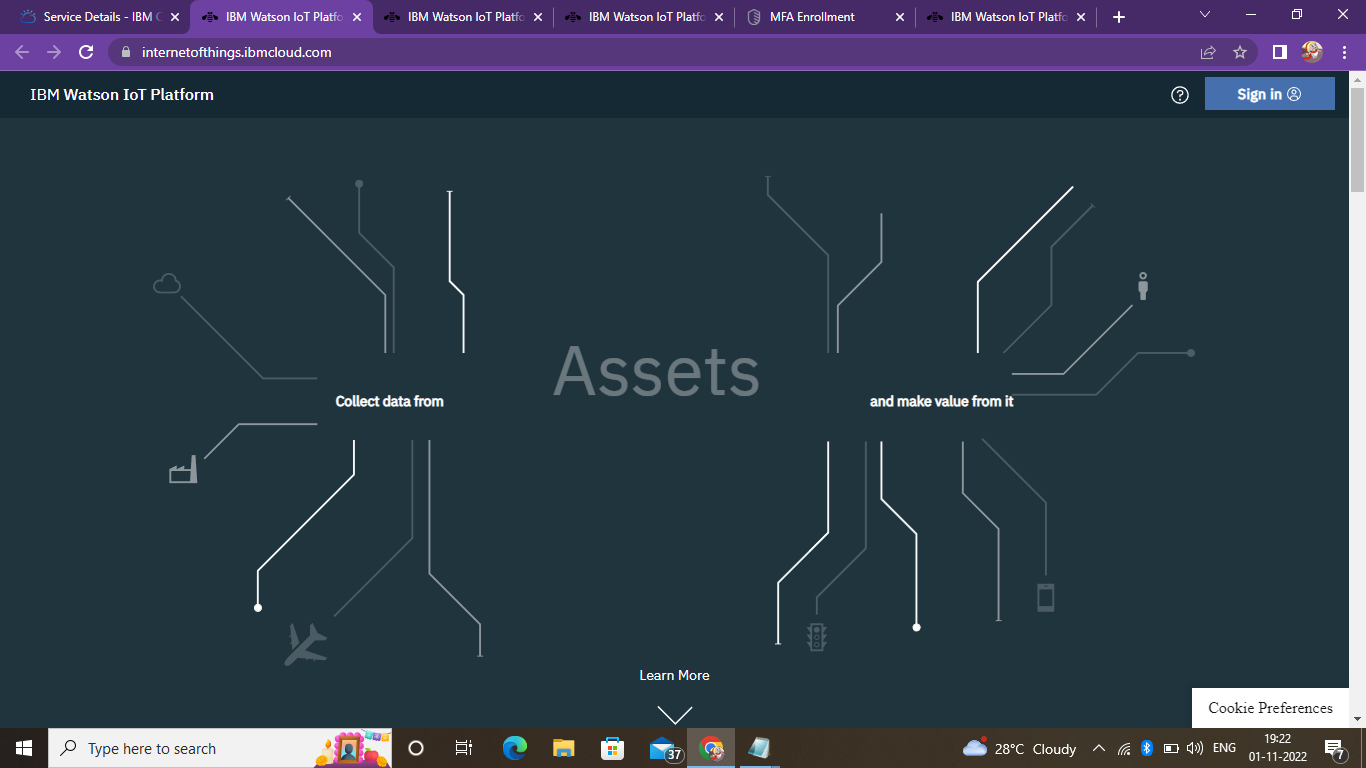 Service Details - IBM C
IBM Watson IoT Platfo
IBM Watson IoT Platfo
IBM Watson IoT Platfo
MFA Enrollment
IBM Watson IoT Platfo
internetofthings.ibmcloud.com
IBM Watson IoT Platform
Sign in
Assets
Collect data from
and make value from it
Learn More
Cookie Preferences
Type here to search
37
28°C Cloudy
ENG
19:22
01-11-2022
7